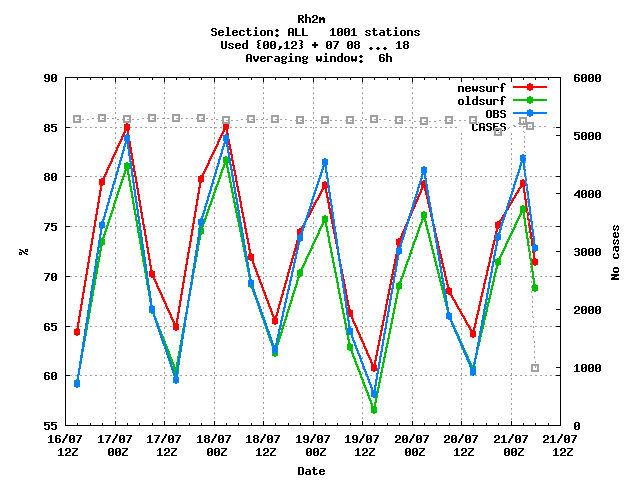 Rh2m
Selection: ALL   1001 stations
Used {00,12} + 07 08 ... 18
Averaging window:  6h
90 6000
newsurf
oldsurf
OBS
CASES
85 5000
80 4000
75
%
70 3000
No cases
65 2000
60 1000
55 0
16/07 17/07 17/07 18/07 18/07 19/07 19/07 20/07 20/07 21/07 21/07
12Z 00Z 12Z 00Z 12Z 00Z 12Z 00Z 12Z 00Z 12Z
Date